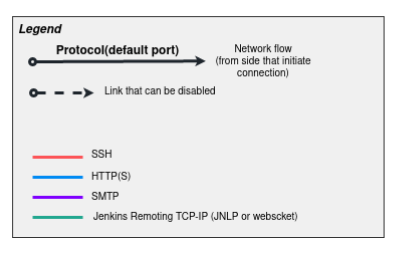 Legend
Protocol(default port)
Network flow
(from side that initiate
connection)
Link that can be disabled
SSH
HTTP(S)
SMTP
Jenkins Remoting TCP-IP (JNLP or webscket)